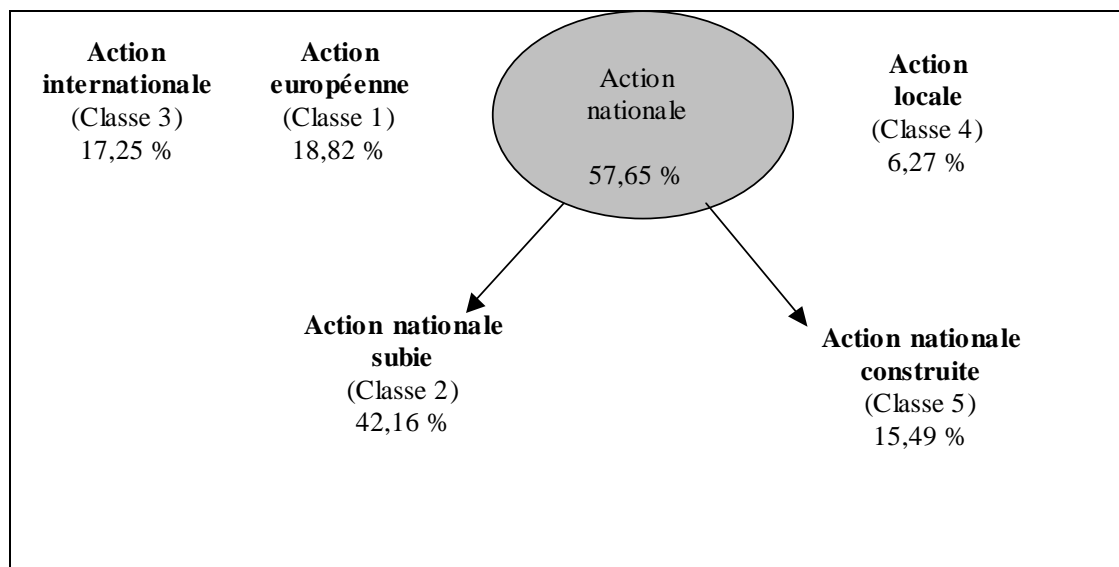 Action
internationale
(Classe 3)
17,25 %
Action
européenne
(Classe 1)
18,82 %
Action
nationale
57,65 %
Action
locale
(Classe 4)
6,27 %
Action nationale
subie
(Classe 2)
42,16 %
Action nationale
construite
(Classe 5)
15,49 %